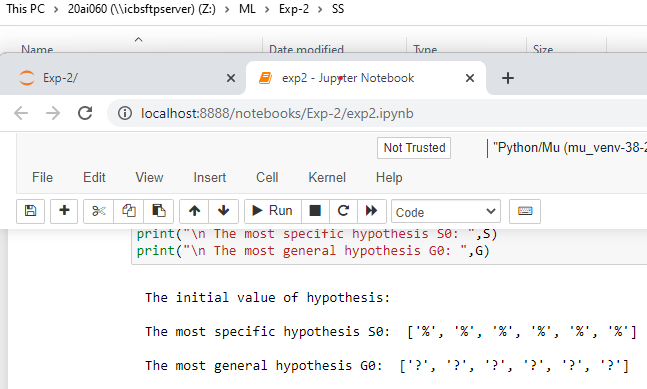 This PC > 20ai060 (\\icbsftpserver) (Z:) > ML > Exp-2 > SS
Name Date modified Type Size
Exp-2/ exp2 - Jupyter Notebook
localhost:8888/notebooks/Exp-2/exp2.ipynb
Not Trusted "Python/Mu (mu_venv-38-2
File Edit View Insert Cell Kernel Help
Run Code
print("\n The most specific hypothesis S0: ",S)
print("\n The most general hypothesis G0: ",G)
The initial value of hypothesis:
The most specific hypothesis S0:  ['%', '%', '%', '%', '%', '%']
The most general hypothesis G0:  ['?', '?', '?', '?', '?', '?']